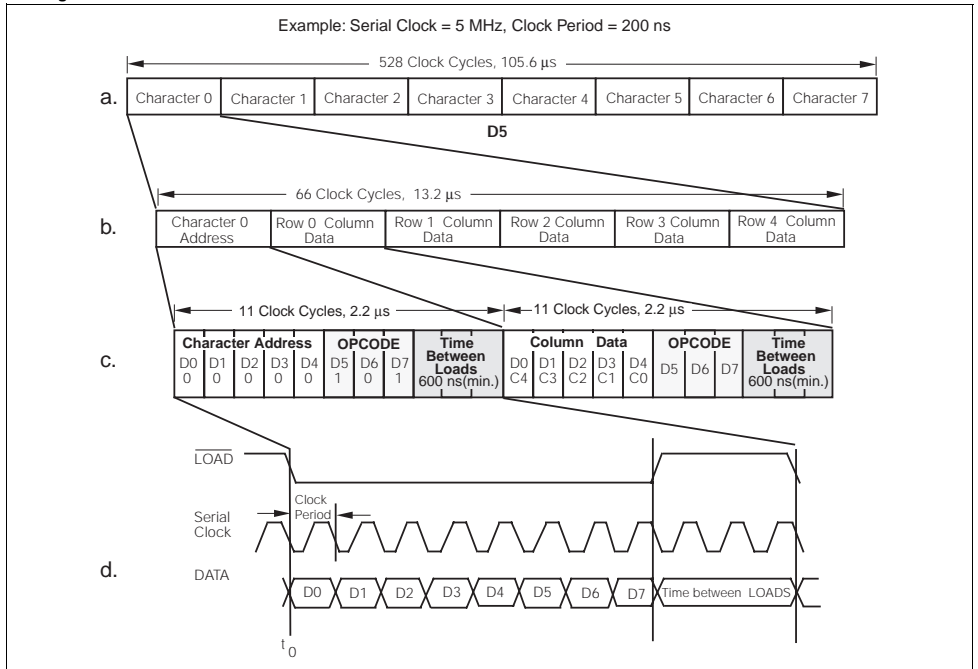 Example: Serial Clock = 5 MHz, Clock Period = 200 ns
528 Clock Cycles, 105.6 µs
a. Character 0 Character 1 Character 2 Character 3 Character 4 Character 5 Character 6 Character 7
D5
66 Clock Cycles, 13.2 µs
b. Character 0 Address Row 0 Column Data Row 1 Column Data Row 2 Column Data Row 3 Column Data Row 4 Column Data
11 Clock Cycles, 2.2 µs 11 Clock Cycles, 2.2 µs
c.
Character Address OPCODE Time Between Loads 600 ns(min.) Column Data OPCODE Time Between Loads 600 ns(min.)
D0 D1 D2 D3 D4 D5 D6 D7 D0 D1 D2 D3 D4 D5 D6 D7
0 0 0 0 0 1 0 1 C4 C3 C2 C1 C0
LOAD
Clock Period
Serial Clock
d.
DATA D0 D1 D2 D3 D4 D5 D6 D7 Time between LOADS
t0